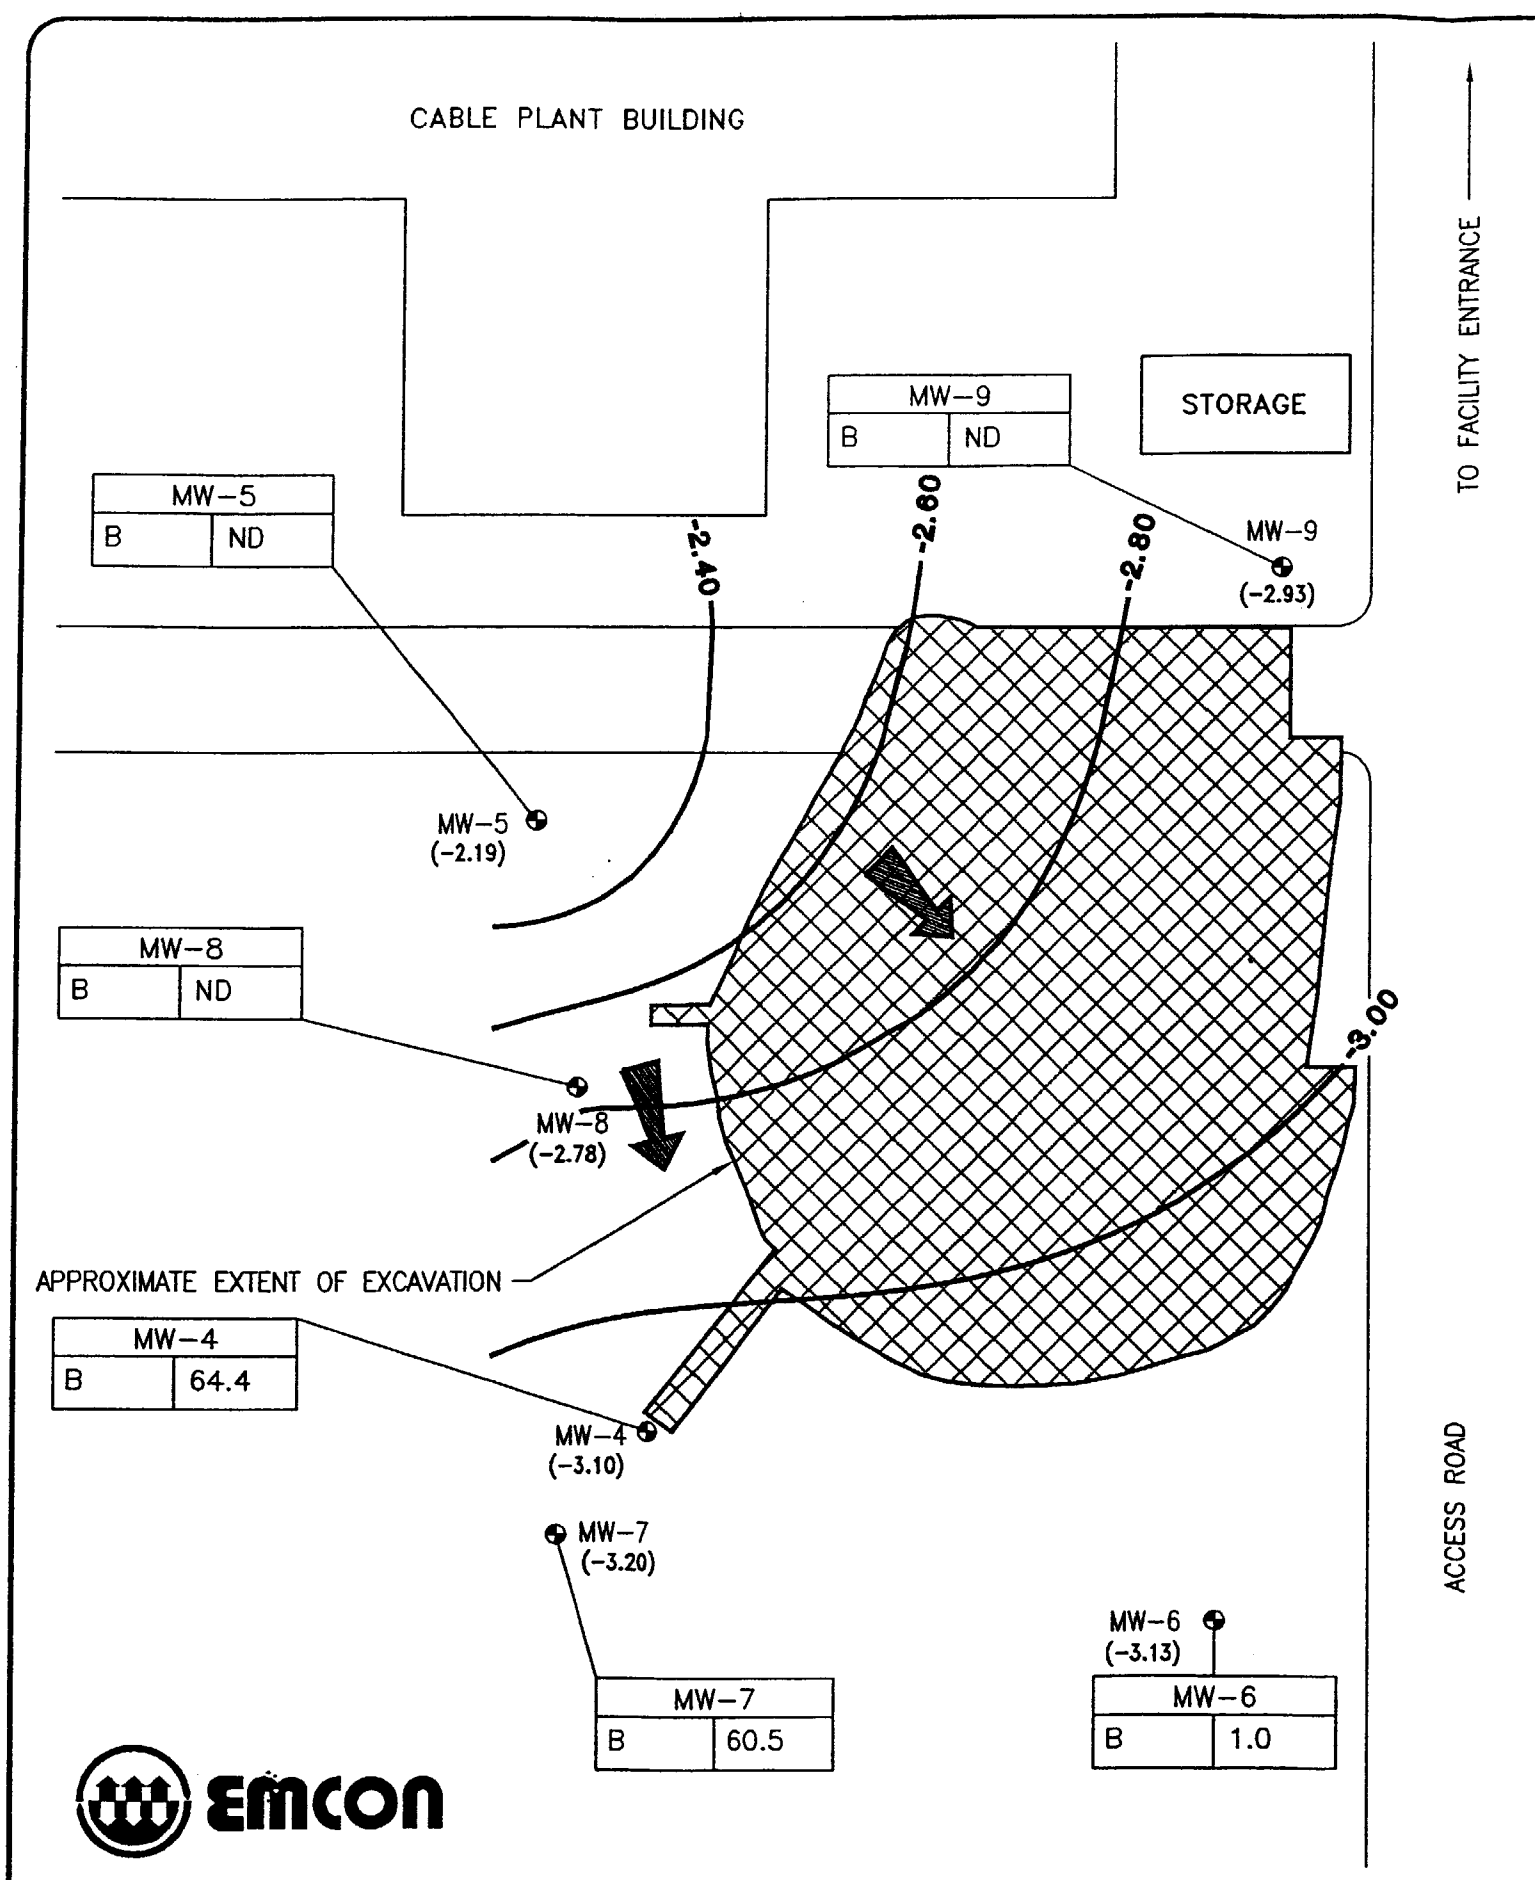 CABLE PLANT BUILDING
TO FACILITY ENTRANCE
STORAGE
MW-9
B ND
MW-5
B ND
-2.40
-2.60
-2.80
MW-9
(-2.93)
MW-5
(-2.19)
MW-8
B ND
-3.00
MW-8
(-2.78)
APPROXIMATE EXTENT OF EXCAVATION
MW-4
B 64.4
MW-4
(-3.10)
ACCESS ROAD
MW-7
(-3.20)
MW-6
(-3.13)
MW-7
B 60.5
MW-6
B 1.0
EMCON